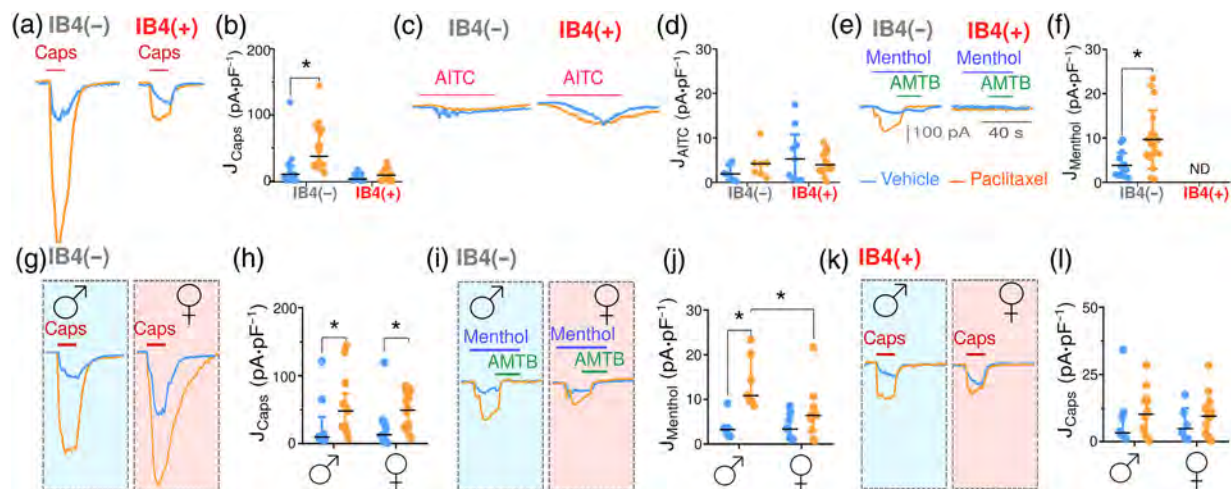 (a) IB4(−) IB4(+)
Caps Caps
(b)
J_Caps (pA·pF⁻¹)
200
100
0
*
IB4(−) IB4(+)
(c) IB4(−) IB4(+)
AITC AITC
(d)
J_AITC (pA·pF⁻¹)
30
20
10
0
IB4(−) IB4(+)
(e) IB4(−) IB4(+)
Menthol Menthol
AMTB AMTB
100 pA 40 s
Vehicle Paclitaxel
(f)
J_Menthol (pA·pF⁻¹)
30
20
10
0
*
ND
IB4(−) IB4(+)
(g) IB4(−)
♂ ♀
Caps Caps
(h)
J_Caps (pA·pF⁻¹)
200
100
0
* *
♂ ♀
(i) IB4(−)
♂ ♀
Menthol Menthol
AMTB AMTB
(j)
J_Menthol (pA·pF⁻¹)
30
20
10
0
* *
♂ ♀
(k) IB4(+)
♂ ♀
Caps Caps
(l)
J_Caps (pA·pF⁻¹)
50
25
0
♂ ♀